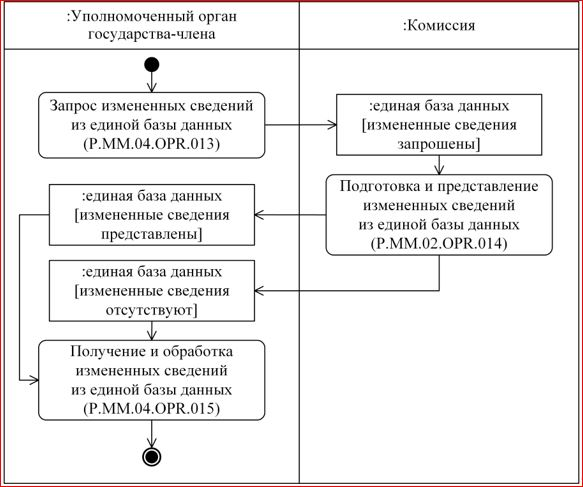 :Уполномоченный орган
государства-члена
:Комиссия
Запрос измененных сведений
из единой базы данных
(P.MM.04.OPR.013)
:единая база данных
[измененные сведения
запрошены]
Подготовка и представление
измененных сведений
из единой базы данных
(P.MM.02.OPR.014)
:единая база данных
[измененные сведения
представлены]
:единая база данных
[измененные сведения
отсутствуют]
Получение и обработка
измененных сведений
из единой базы данных
(P.MM.04.OPR.015)